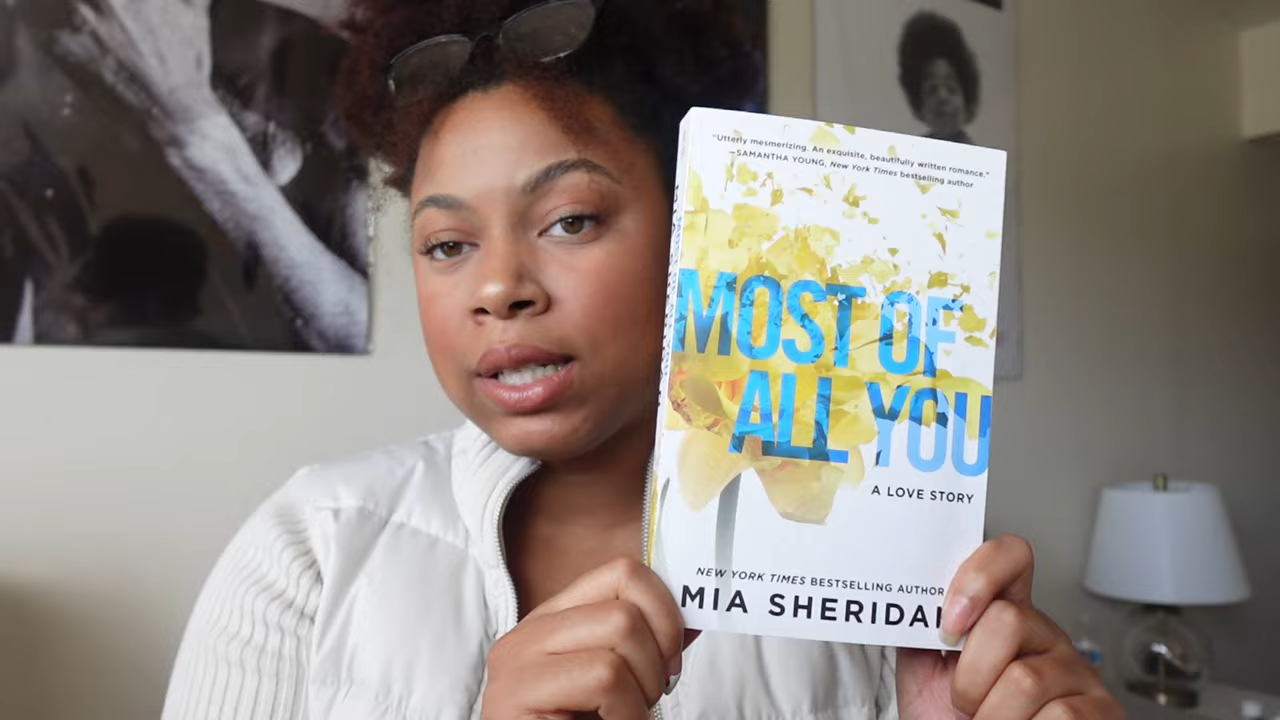 "Utterly mesmerizing. An exquisite, beautifully written romance."
—SAMANTHA YOUNG, New York Times bestselling author
MOST OF
ALL YOU
A LOVE STORY
NEW YORK TIMES BESTSELLING AUTHOR
MIA SHERIDAN